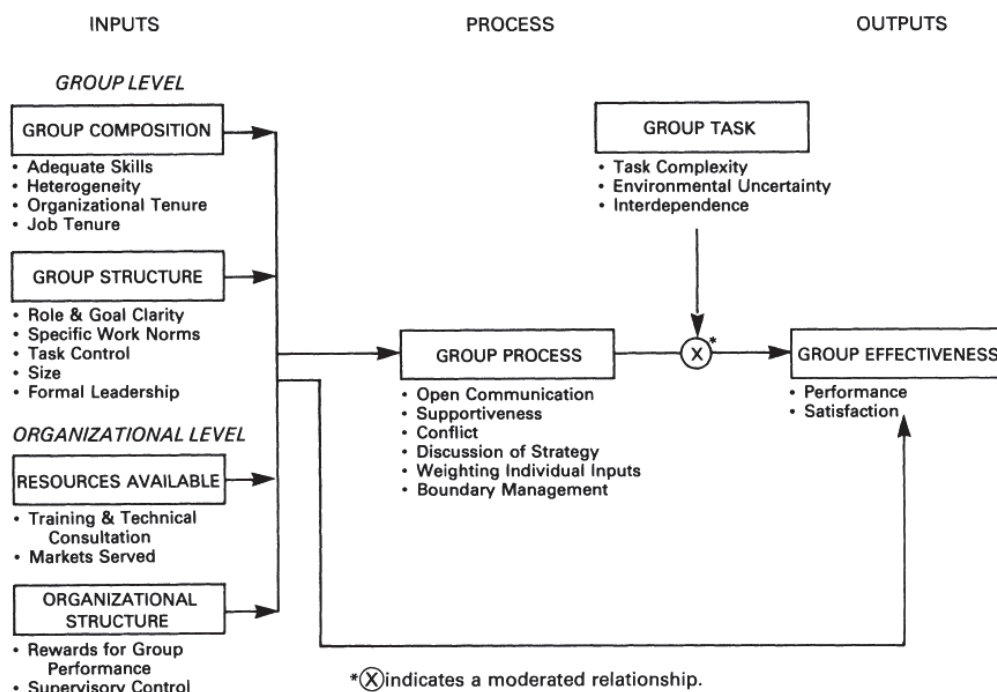 INPUTS
PROCESS
OUTPUTS
GROUP LEVEL
GROUP COMPOSITION
• Adequate Skills
• Heterogeneity
• Organizational Tenure
• Job Tenure
GROUP STRUCTURE
• Role & Goal Clarity
• Specific Work Norms
• Task Control
• Size
• Formal Leadership
ORGANIZATIONAL LEVEL
RESOURCES AVAILABLE
• Training & Technical
Consultation
• Markets Served
ORGANIZATIONAL
STRUCTURE
• Rewards for Group
Performance
• Supervisory Control
GROUP PROCESS
• Open Communication
• Supportiveness
• Conflict
• Discussion of Strategy
• Weighting Individual Inputs
• Boundary Management
GROUP TASK
• Task Complexity
• Environmental Uncertainty
• Interdependence
X*
GROUP EFFECTIVENESS
• Performance
• Satisfaction
*X indicates a moderated relationship.